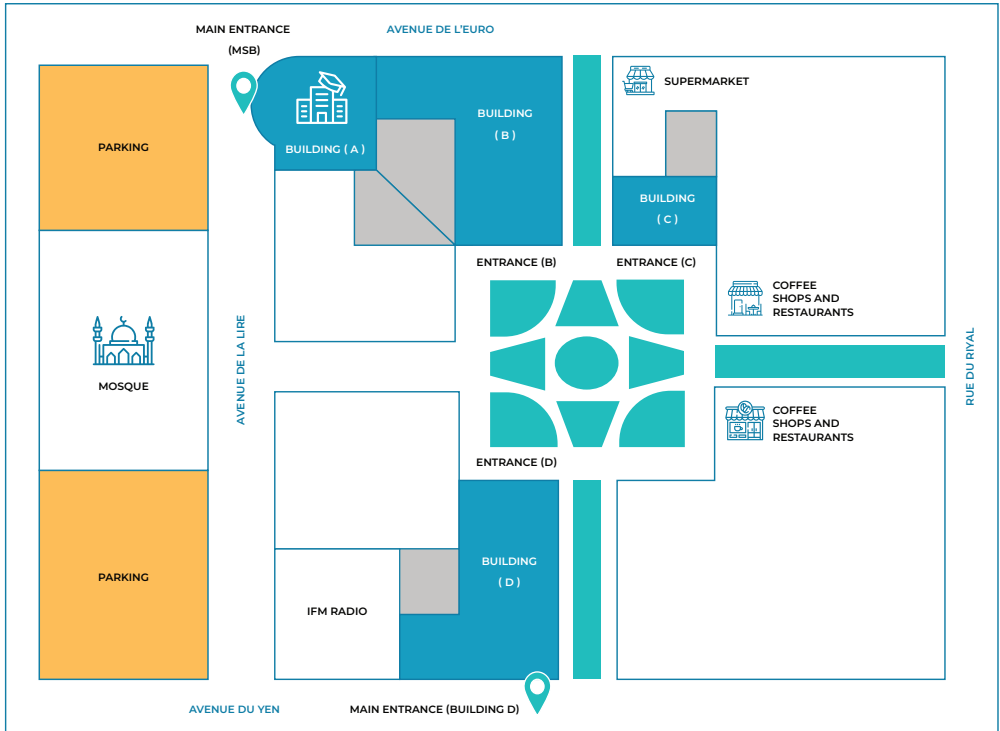 MAIN ENTRANCE
(MSB)
AVENUE DE L'EURO
SUPERMARKET
BUILDING
( B )
PARKING
BUILDING ( A )
BUILDING
( C )
ENTRANCE (B)
ENTRANCE (C)
COFFEE
SHOPS AND
RESTAURANTS
AVENUE DE LA LIRE
RUE DU RIYAL
MOSQUE
COFFEE
SHOPS AND
RESTAURANTS
ENTRANCE (D)
BUILDING
( D )
PARKING
IFM RADIO
AVENUE DU YEN
MAIN ENTRANCE (BUILDING D)